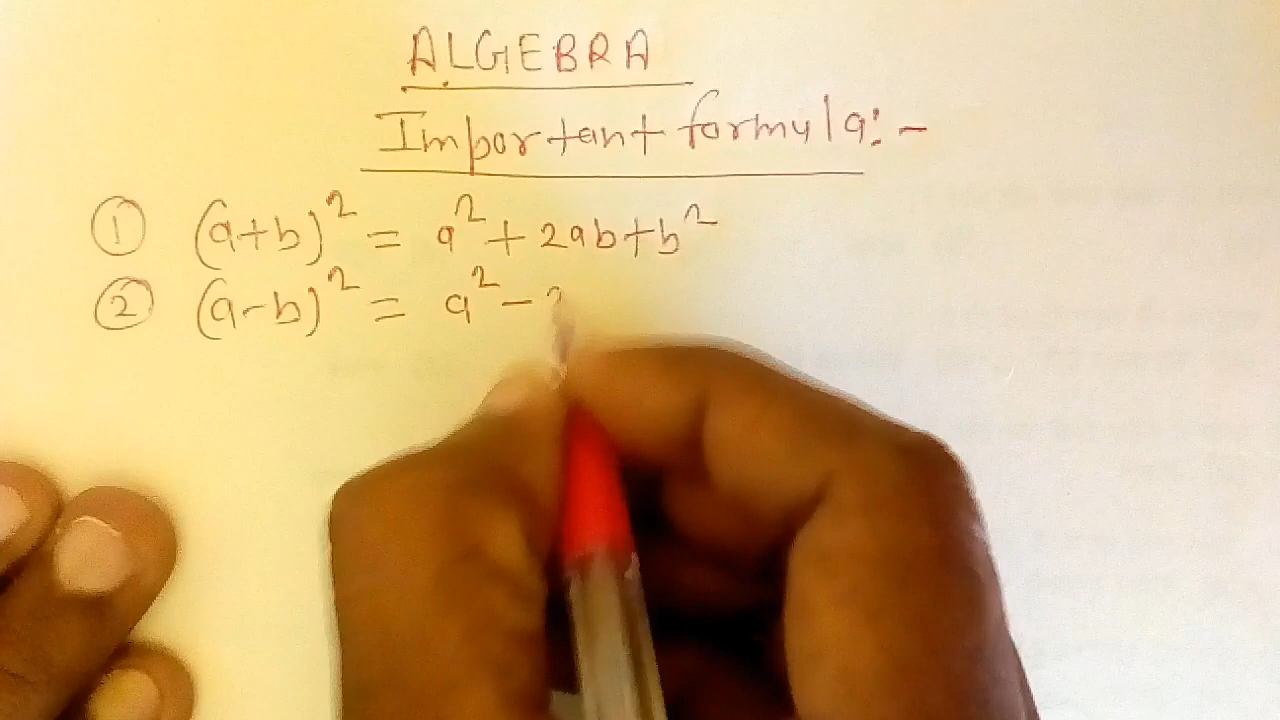 ALGEBRA
Important formula:-
① (a+b)² = a²+2ab+b²
② (a-b)² = a²-